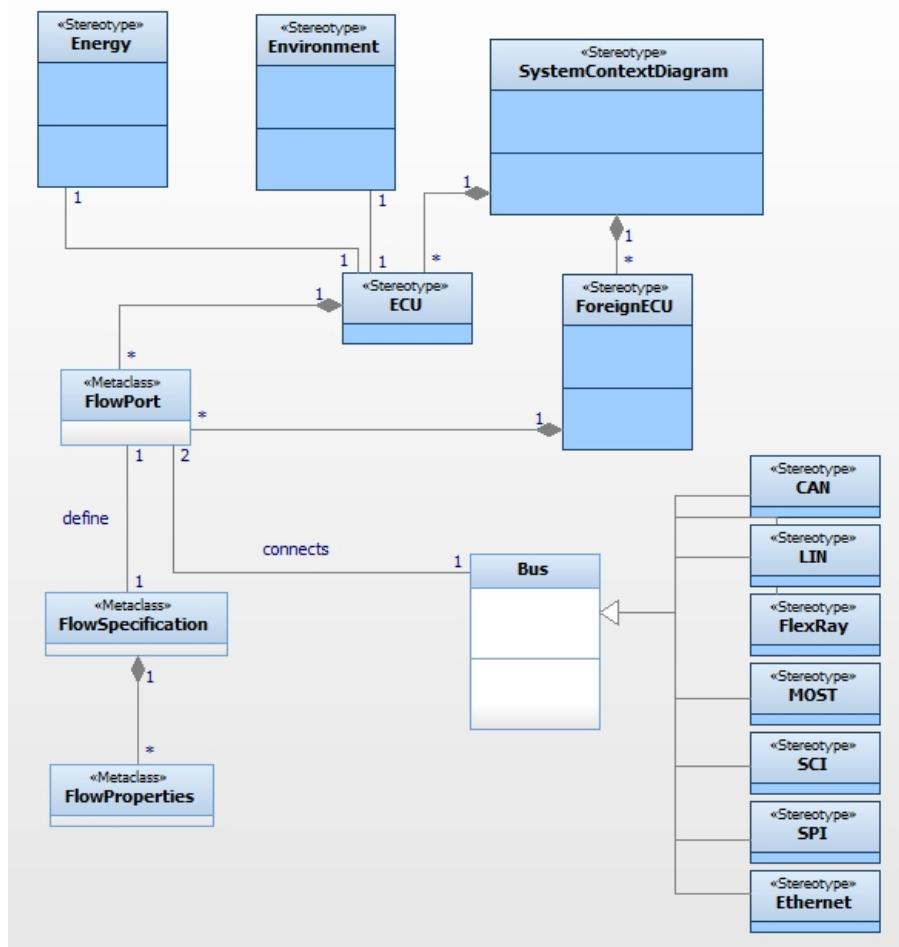 «Stereotype»
Energy
«Stereotype»
Environment
«Stereotype»
SystemContextDiagram
1
1
1
1
1
*
1
*
«Stereotype»
ECU
«Stereotype»
ForeignECU
1
*
«Metaclass»
FlowPort
*
1
1
2
define
connects
1
1
«Metaclass»
FlowSpecification
1
*
«Metaclass»
FlowProperties
Bus
«Stereotype»
CAN
«Stereotype»
LIN
«Stereotype»
FlexRay
«Stereotype»
MOST
«Stereotype»
SCI
«Stereotype»
SPI
«Stereotype»
Ethernet